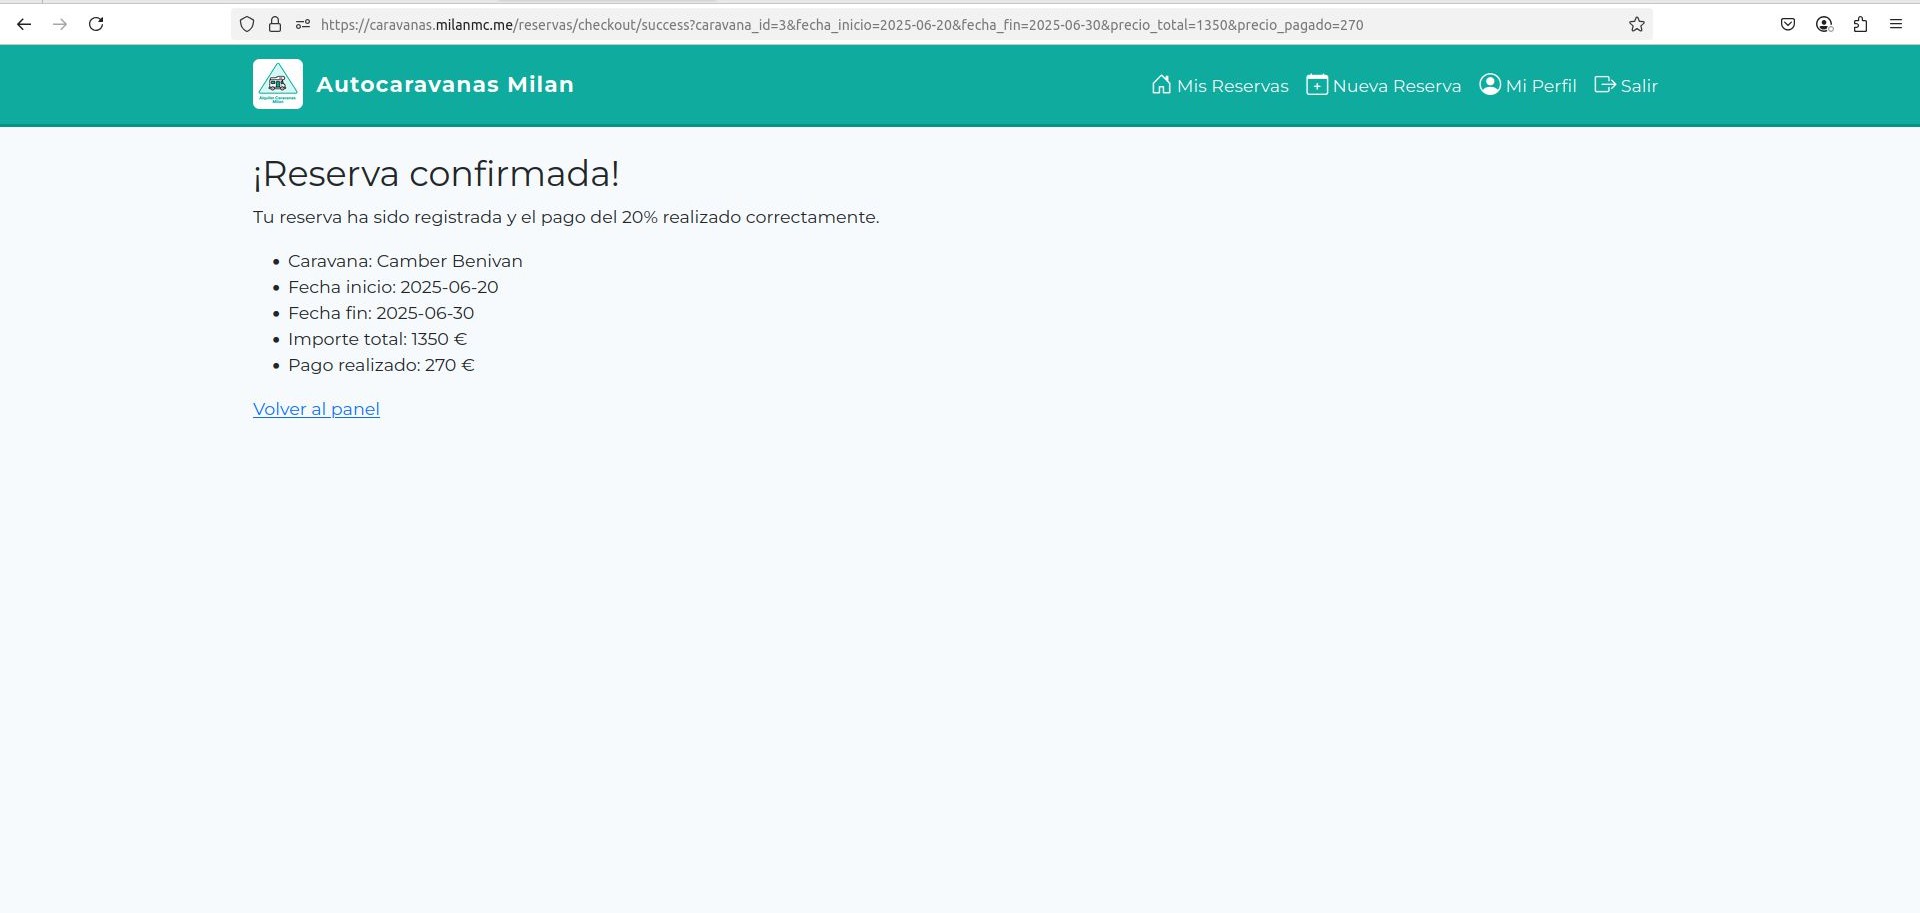 https://caravanas.milanmc.me/reservas/checkout/success?caravana_id=3&fecha_inicio=2025-06-20&fecha_fin=2025-06-30&precio_total=1350&precio_pagado=270
Autocaravanas Milan
Mis Reservas
Nueva Reserva
Mi Perfil
Salir
¡Reserva confirmada!
Tu reserva ha sido registrada y el pago del 20% realizado correctamente.
• Caravana: Camber Benivan
• Fecha inicio: 2025-06-20
• Fecha fin: 2025-06-30
• Importe total: 1350 €
• Pago realizado: 270 €
Volver al panel